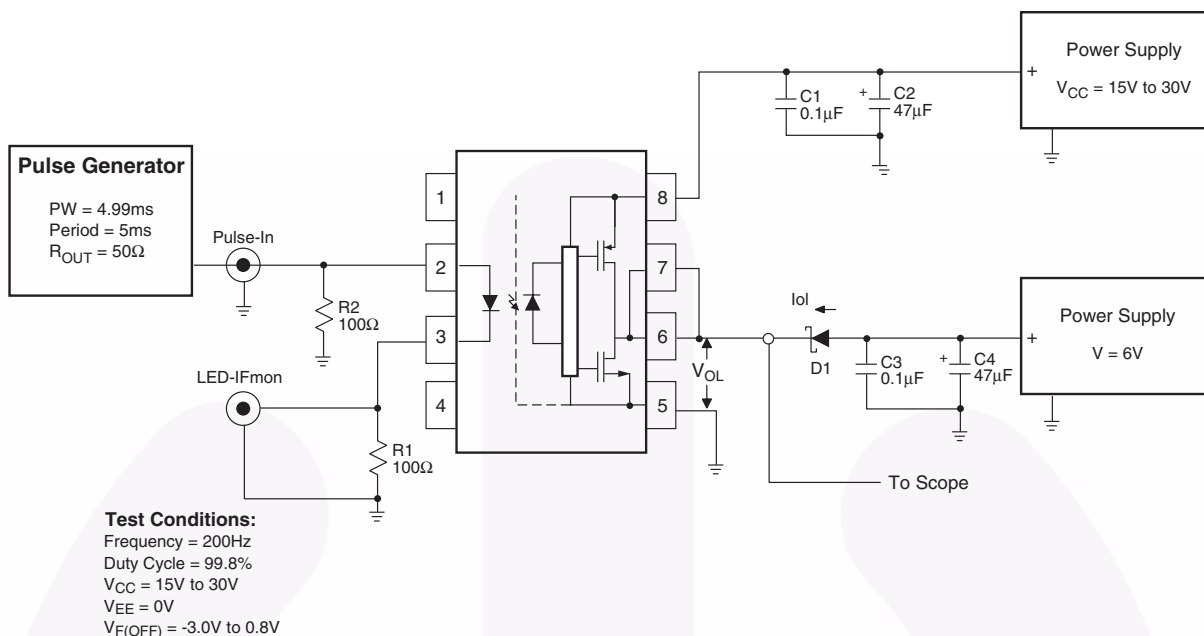 Power Supply
V_CC = 15V to 30V
+
C1
0.1μF
+
C2
47μF
Pulse Generator
PW = 4.99ms
Period = 5ms
R_OUT = 50Ω
Pulse-In
R2
100Ω
1
2
3
4
8
7
6
5
LED-IFmon
R1
100Ω
V_OL
Iol
D1
C3
0.1μF
+
C4
47μF
+
Power Supply
V = 6V
To Scope
Test Conditions:
Frequency = 200Hz
Duty Cycle = 99.8%
V_CC = 15V to 30V
V_EE = 0V
V_F(OFF) = -3.0V to 0.8V